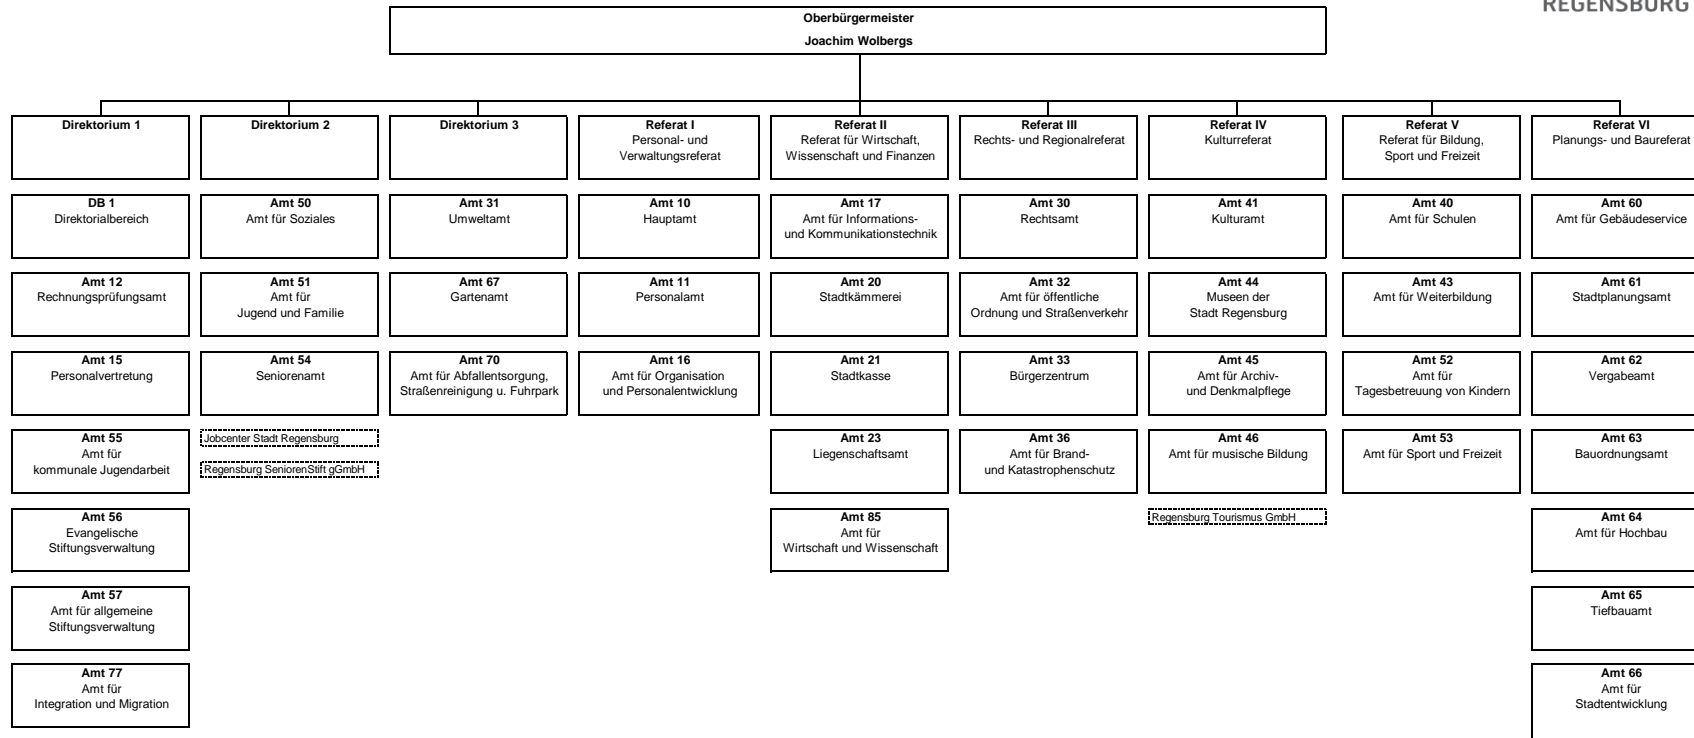 REGENSBURG
Oberbürgermeister
Joachim Wolbergs
Direktorium 1
Direktorium 2
Direktorium 3
Referat I
Personal- und
Verwaltungsreferat
Referat II
Referat für Wirtschaft,
Wissenschaft und Finanzen
Referat III
Rechts- und Regionalreferat
Referat IV
Kulturreferat
Referat V
Referat für Bildung,
Sport und Freizeit
Referat VI
Planungs- und Baureferat
DB 1
Direktorialbereich
Amt 50
Amt für Soziales
Amt 31
Umweltamt
Amt 10
Hauptamt
Amt 17
Amt für Informations-
und Kommunikationstechnik
Amt 30
Rechtsamt
Amt 41
Kulturamt
Amt 40
Amt für Schulen
Amt 60
Amt für Gebäudeservice
Amt 12
Rechnungsprüfungsamt
Amt 51
Amt für
Jugend und Familie
Amt 67
Gartenamt
Amt 11
Personalamt
Amt 20
Stadtkämmerei
Amt 32
Amt für öffentliche
Ordnung und Straßenverkehr
Amt 44
Museen der
Stadt Regensburg
Amt 43
Amt für Weiterbildung
Amt 61
Stadtplanungsamt
Amt 15
Personalvertretung
Amt 54
Seniorenamt
Amt 70
Amt für Abfallentsorgung,
Straßenreinigung u. Fuhrpark
Amt 16
Amt für Organisation
und Personalentwicklung
Amt 21
Stadtkasse
Amt 33
Bürgerzentrum
Amt 45
Amt für Archiv-
und Denkmalpflege
Amt 52
Amt für
Tagesbetreuung von Kindern
Amt 62
Vergabeamt
Amt 55
Amt für
kommunale Jugendarbeit
Jobcenter Stadt Regensburg
Regensburg SeniorenStift gGmbH
Amt 23
Liegenschaftsamt
Amt 36
Amt für Brand-
und Katastrophenschutz
Amt 46
Amt für musische Bildung
Amt 53
Amt für Sport und Freizeit
Amt 63
Bauordnungsamt
Amt 56
Evangelische
Stiftungsverwaltung
Amt 85
Amt für
Wirtschaft und Wissenschaft
Regensburg Tourismus GmbH
Amt 64
Amt für Hochbau
Amt 57
Amt für allgemeine
Stiftungsverwaltung
Amt 65
Tiefbauamt
Amt 77
Amt für
Integration und Migration
Amt 66
Amt für
Stadtentwicklung